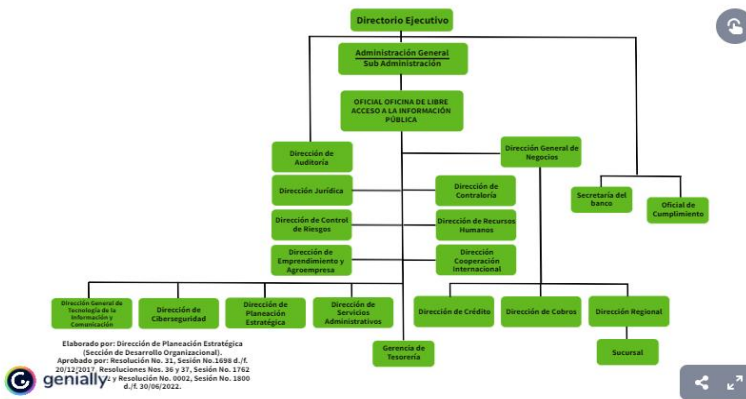 Directorio Ejecutivo
Administración General
Sub Administración
OFICIAL OFICINA DE LIBRE
ACCESO A LA INFORMACIÓN
PÚBLICA
Dirección de
Auditoría
Dirección General de
Negocios
Dirección Jurídica
Dirección de
Contraloría
Secretaría del
banco
Oficial de
Cumplimiento
Dirección de Control
de Riesgos
Dirección de Recursos
Humanos
Dirección de
Emprendimiento y
Agroempresa
Dirección
Cooperación
Internacional
Dirección General de
Tecnología de la
Información y
Comunicación
Dirección de
Ciberseguridad
Dirección de
Planeación
Estratégica
Dirección de
Servicios
Administrativos
Dirección de Crédito
Dirección de Cobros
Dirección Regional
Gerencia de
Tesorería
Sucursal
Elaborado por: Dirección de Planeación Estratégica
(Sección de Desarrollo Organizacional).
Aprobado por: Resolución No. 31, Sesión No.1698 d./f.
20/12/2017, Resoluciones Nos. 36 y 37, Sesión No. 1762
y Resolución No. 0002, Sesión No. 1800
d./f. 30/06/2022.
genially